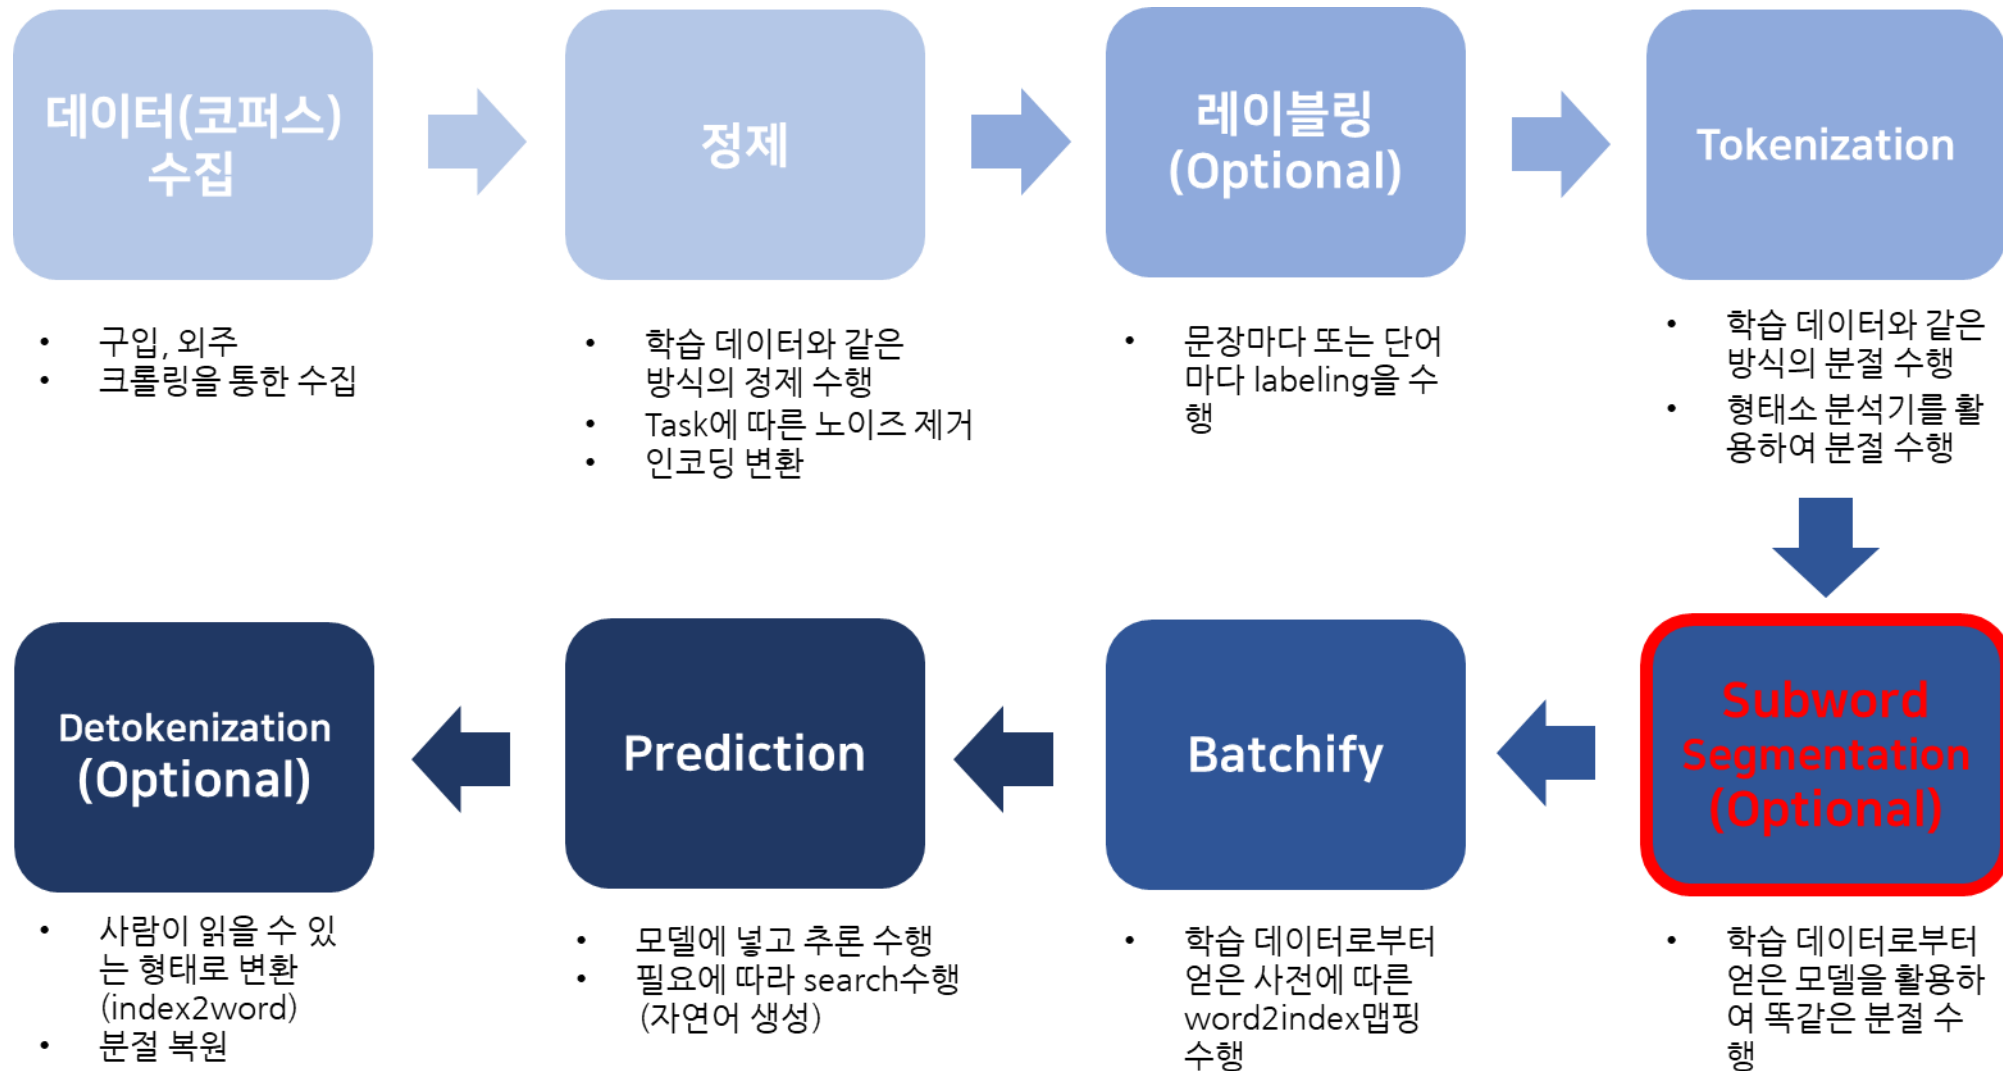 데이터(코퍼스)
수집
정제
레이블링
(Optional)
Tokenization
• 구입, 외주
• 크롤링을 통한 수집
• 학습 데이터와 같은
방식의 정제 수행
• Task에 따른 노이즈 제거
• 인코딩 변환
• 문장마다 또는 단어
마다 labeling을 수
행
• 학습 데이터와 같은
방식의 분절 수행
• 형태소 분석기를 활
용하여 분절 수행
Detokenization
(Optional)
Prediction
Batchify
Subword
Segmentation
(Optional)
• 사람이 읽을 수 있
는 형태로 변환
(index2word)
• 분절 복원
• 모델에 넣고 추론 수행
• 필요에 따라 search수행
(자연어 생성)
• 학습 데이터로부터
얻은 사전에 따른
word2index맵핑
수행
• 학습 데이터로부터
얻은 모델을 활용하
여 똑같은 분절 수
행